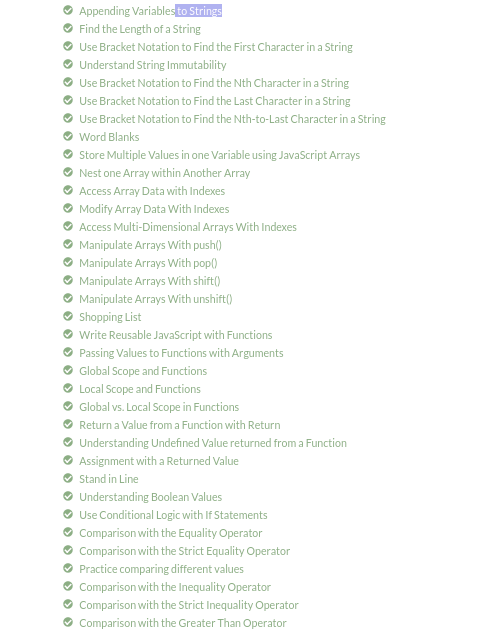 Appending Variables to Strings
Find the Length of a String
Use Bracket Notation to Find the First Character in a String
Understand String Immutability
Use Bracket Notation to Find the Nth Character in a String
Use Bracket Notation to Find the Last Character in a String
Use Bracket Notation to Find the Nth-to-Last Character in a String
Word Blanks
Store Multiple Values in one Variable using JavaScript Arrays
Nest one Array within Another Array
Access Array Data with Indexes
Modify Array Data With Indexes
Access Multi-Dimensional Arrays With Indexes
Manipulate Arrays With push()
Manipulate Arrays With pop()
Manipulate Arrays With shift()
Manipulate Arrays With unshift()
Shopping List
Write Reusable JavaScript with Functions
Passing Values to Functions with Arguments
Global Scope and Functions
Local Scope and Functions
Global vs. Local Scope in Functions
Return a Value from a Function with Return
Understanding Undefined Value returned from a Function
Assignment with a Returned Value
Stand in Line
Understanding Boolean Values
Use Conditional Logic with If Statements
Comparison with the Equality Operator
Comparison with the Strict Equality Operator
Practice comparing different values
Comparison with the Inequality Operator
Comparison with the Strict Inequality Operator
Comparison with the Greater Than Operator